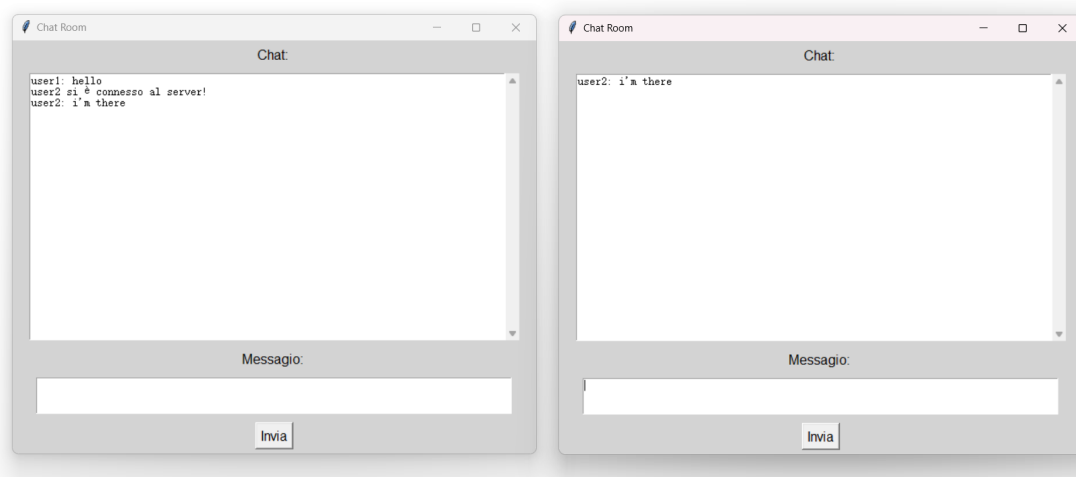 Chat Room
Chat:
user1: hello
user2 si è connesso al server!
user2: i'm there
Messagio:
Invia
Chat Room
Chat:
user2: i'm there
Messagio:
Invia